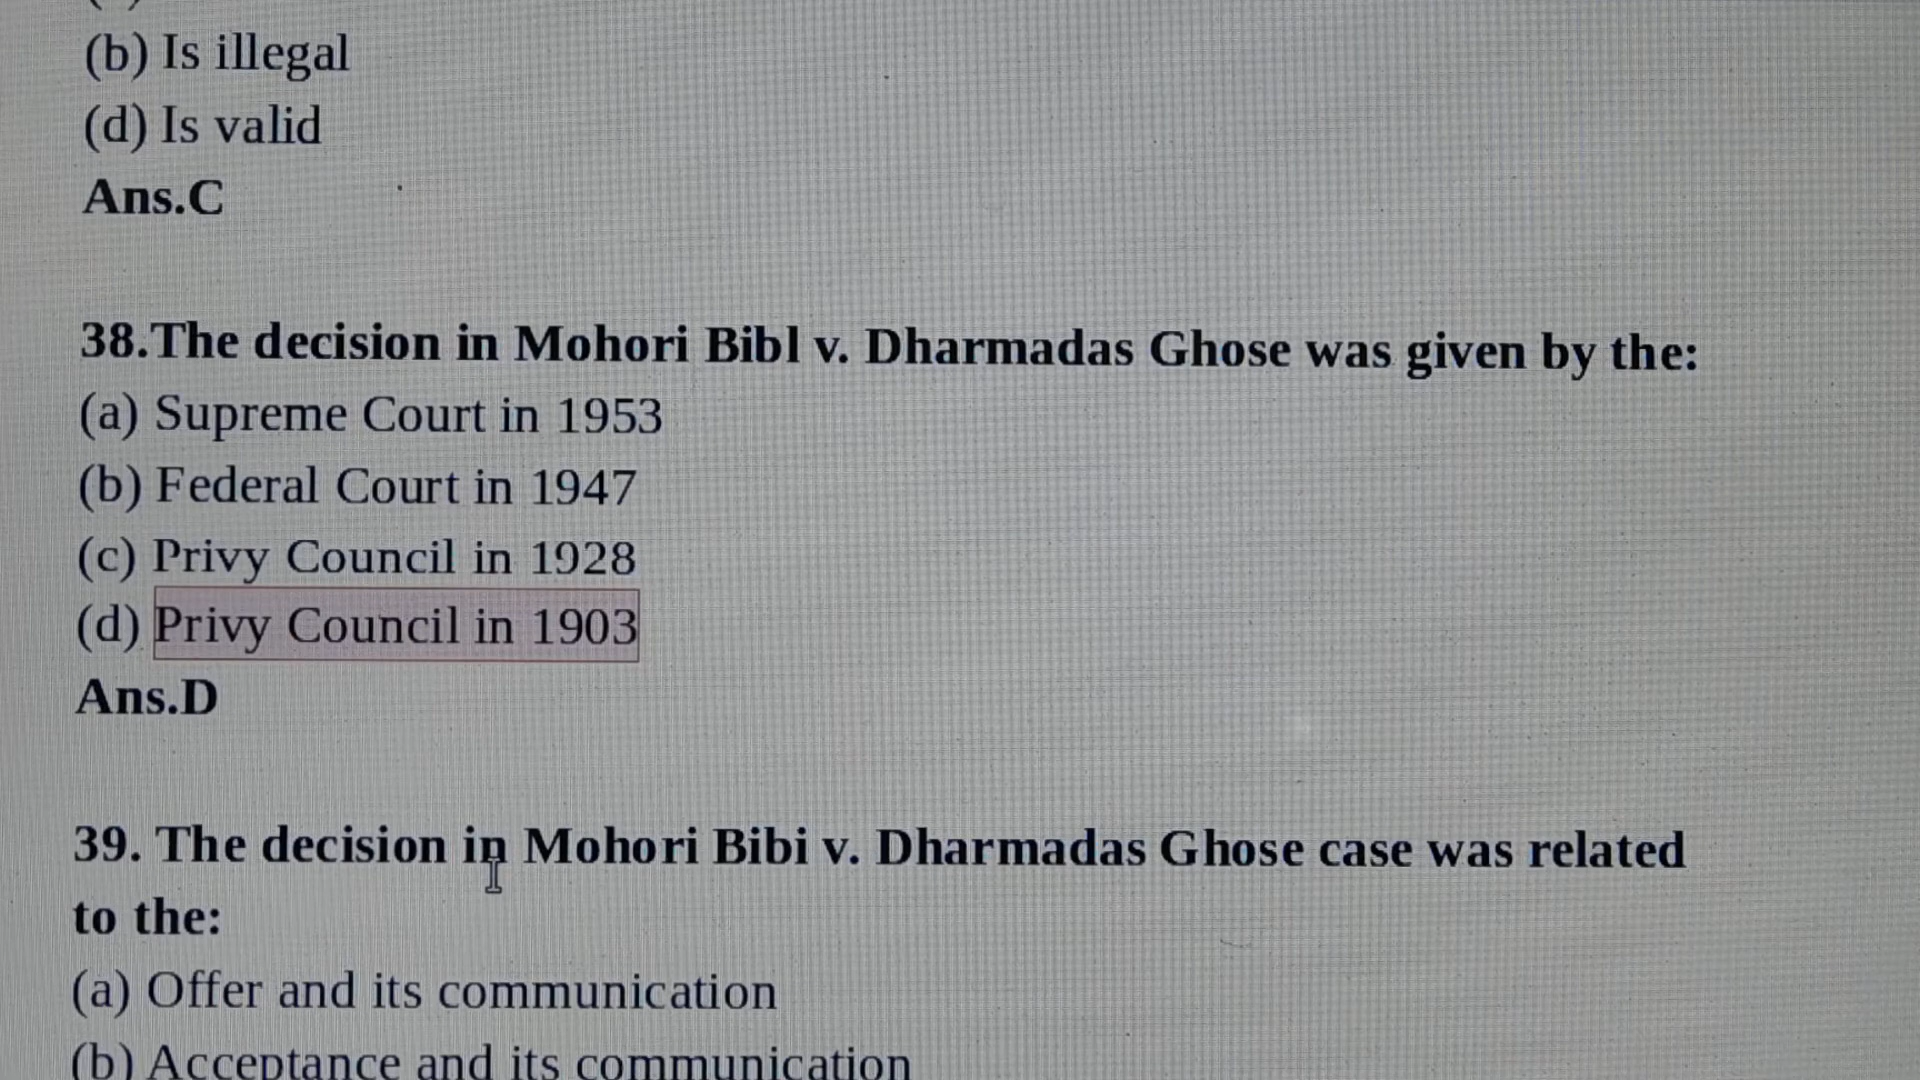 (b) Is illegal
(d) Is valid
Ans.C
38.The decision in Mohori Bibl v. Dharmadas Ghose was given by the:
(a) Supreme Court in 1953
(b) Federal Court in 1947
(c) Privy Council in 1928
(d) Privy Council in 1903
Ans.D
39. The decision in Mohori Bibi v. Dharmadas Ghose case was related
to the:
(a) Offer and its communication
(b) Acceptance and its communication